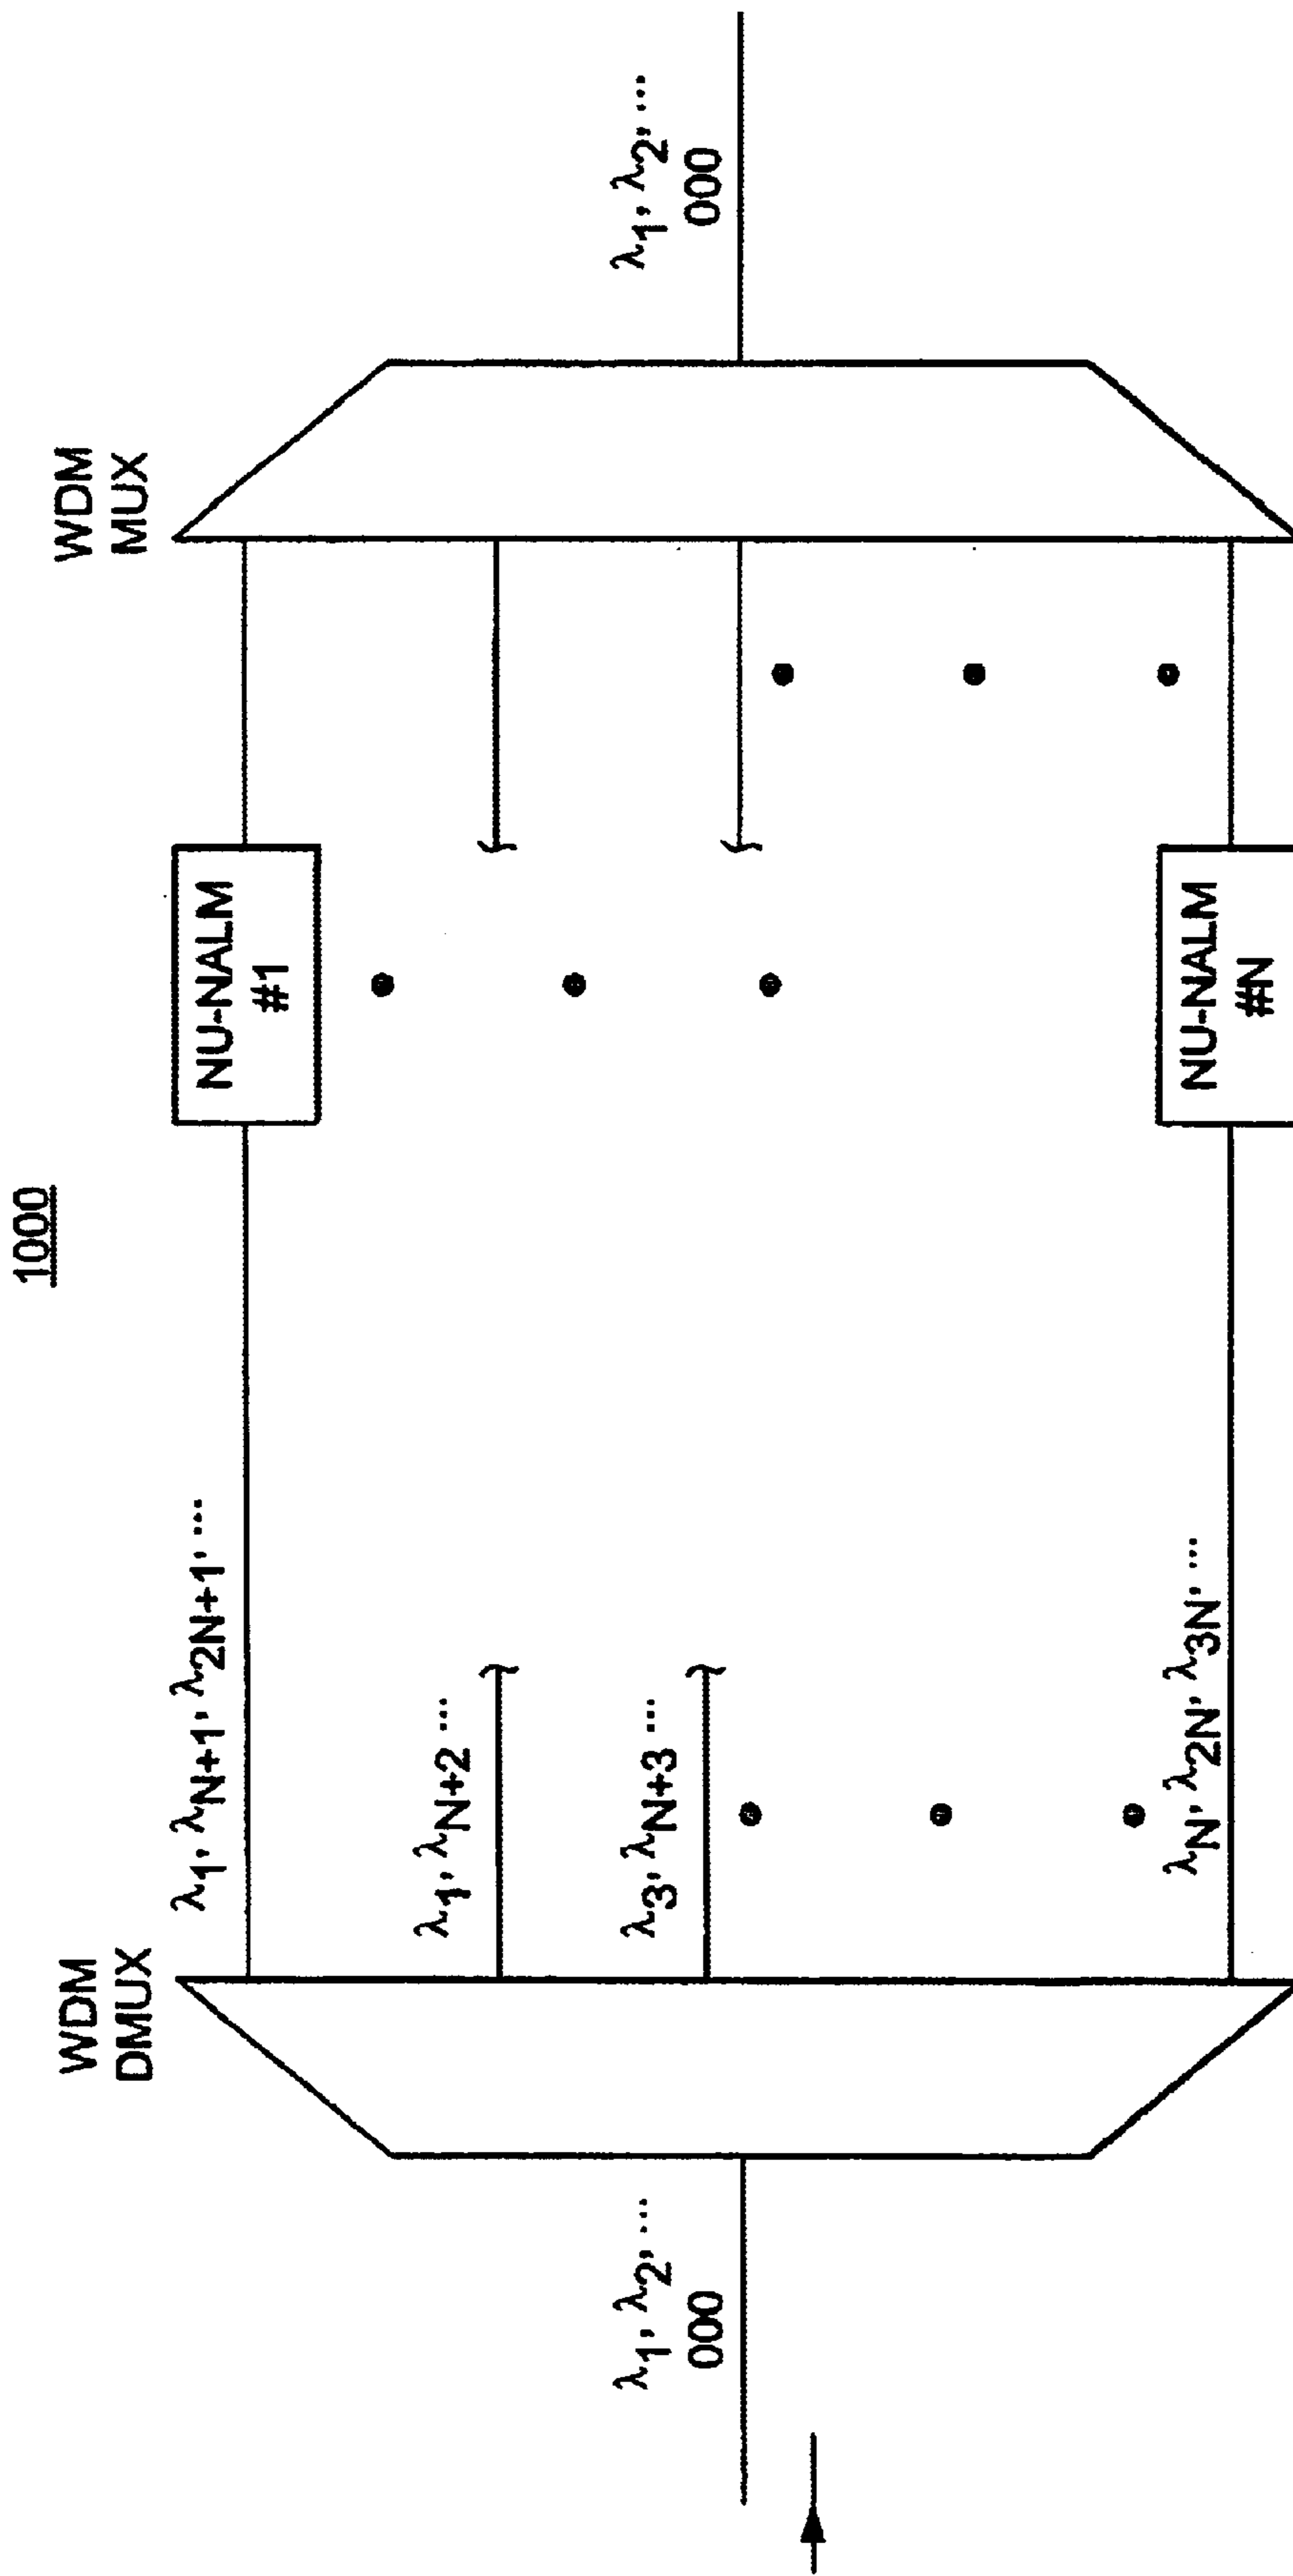 1000
WDM
DMUX
WDM
MUX
λ1, λ2, ...
000
λ1, λN+1, λ2N+1, ...
λ1, λN+2 ...
λ3, λN+3 ...
λN, λ2N, λ3N, ...
NU-NALM
#1
NU-NALM
#N
λ1, λ2, ...
000